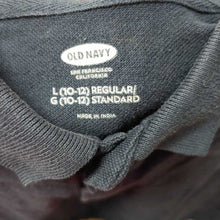 OLD NAVY
SAN FRANCISCO
CALIFORNIA
L (10-12) REGULAR/
G (10-12) STANDARD
MADE IN INDIA